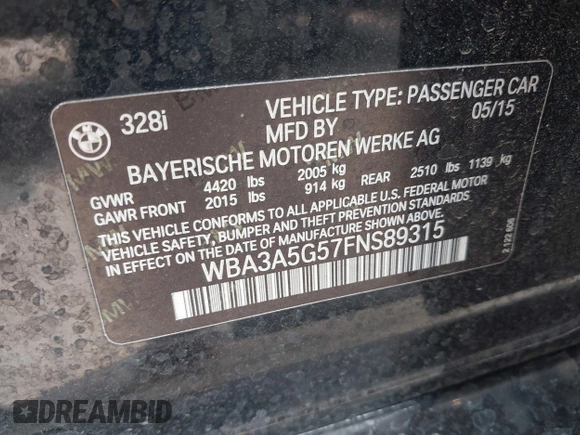 328i
VEHICLE TYPE: PASSENGER CAR
MFD BY
05/15
BAYERISCHE MOTOREN WERKE AG
GVWR 4420 lbs 2005 kg
GAWR FRONT 2015 lbs 914 kg REAR 2510 lbs 1139 kg
THIS VEHICLE CONFORMS TO ALL APPLICABLE U.S. FEDERAL MOTOR
VEHICLE SAFETY, BUMPER AND THEFT PREVENTION STANDARDS
IN EFFECT ON THE DATE OF MANUFACTURE SHOWN ABOVE.
WBA3A5G57FNS89315
DREAMBID